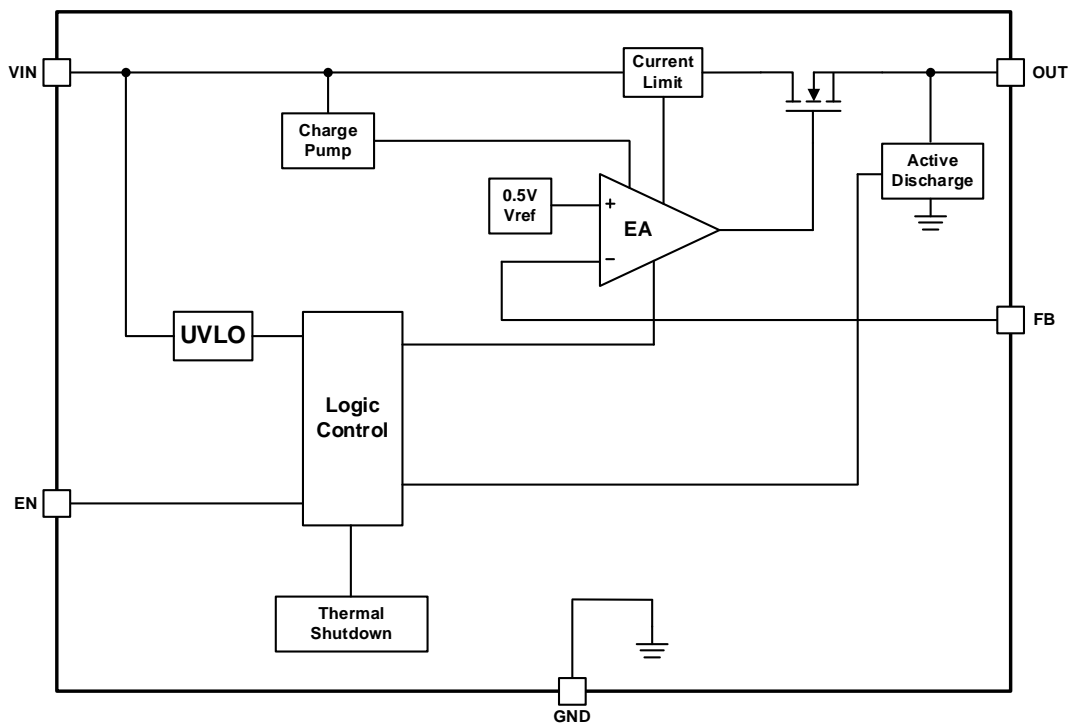 VIN
Current
Limit
OUT
Charge
Pump
Active
Discharge
0.5V
Vref
+
EA
−
FB
UVLO
Logic
Control
EN
Thermal
Shutdown
GND